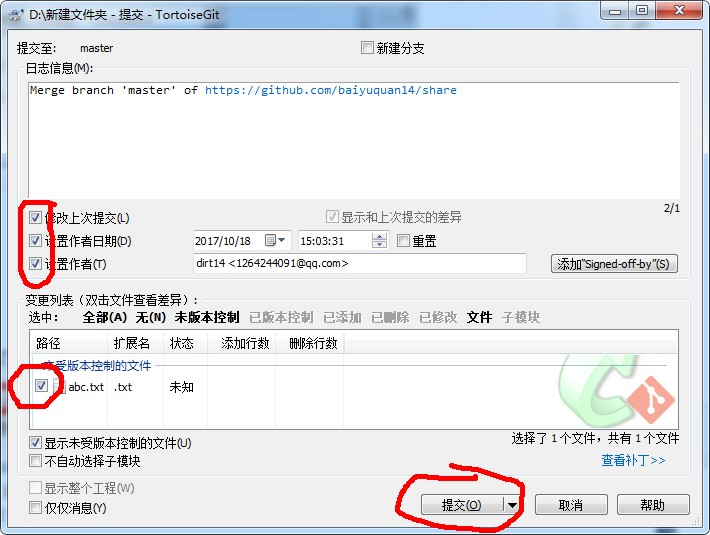 D:\新建文件夹 - 提交 - TortoiseGit
提交至: master 新建分支
日志信息(M):
Merge branch 'master' of https://github.com/baiyuquan14/share
2/1
修改上次提交(L) 显示和上次提交的差异
设置作者日期(D) 2017/10/18 15:03:31 重置
设置作者(T) dirt14 <1264244091@qq.com> 添加"Signed-off-by"(S)
变更列表（双击文件查看差异）:
选中: 全部(A) 无(N) 未版本控制 已版本控制 已添加 已删除 已修改 文件 子模块
路径 扩展名 状态 添加行数 删除行数
未受版本控制的文件
abc.txt .txt 未知
显示未受版本控制的文件(U) 选择了 1 个文件，共有 1 个文件
不自动选择子模块 查看补丁>>
显示整个工程(W)
仅仅消息(Y) 提交(O) 取消 帮助